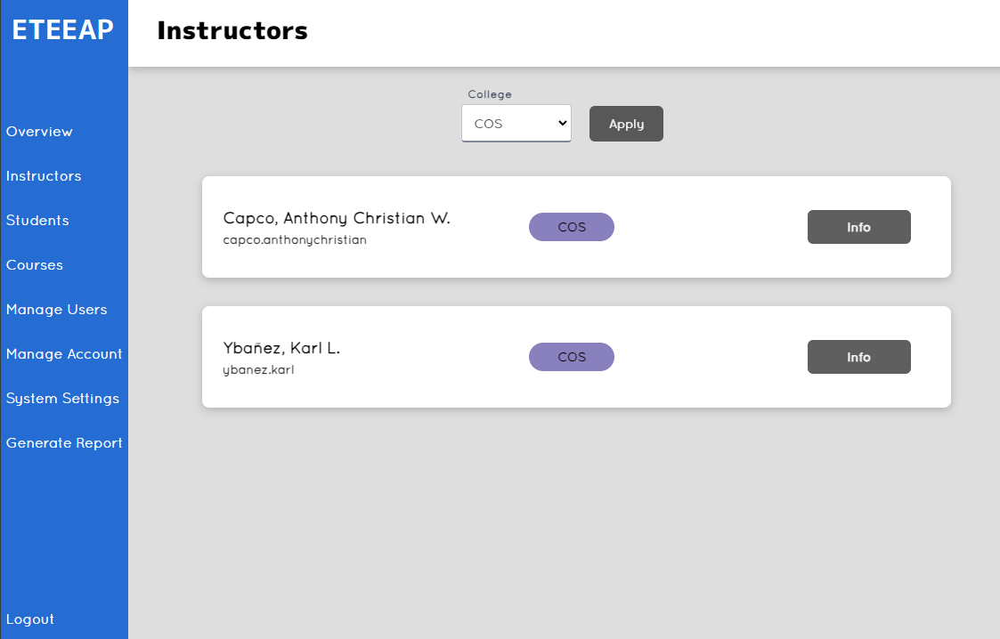 ETEEAP
Instructors
Overview
Instructors
Students
Courses
Manage Users
Manage Account
System Settings
Generate Report
Logout
College
COS
Apply
Capco, Anthony Christian W.
capco.anthonychristian
COS
Info
Ybañez, Karl L.
ybanez.karl
COS
Info